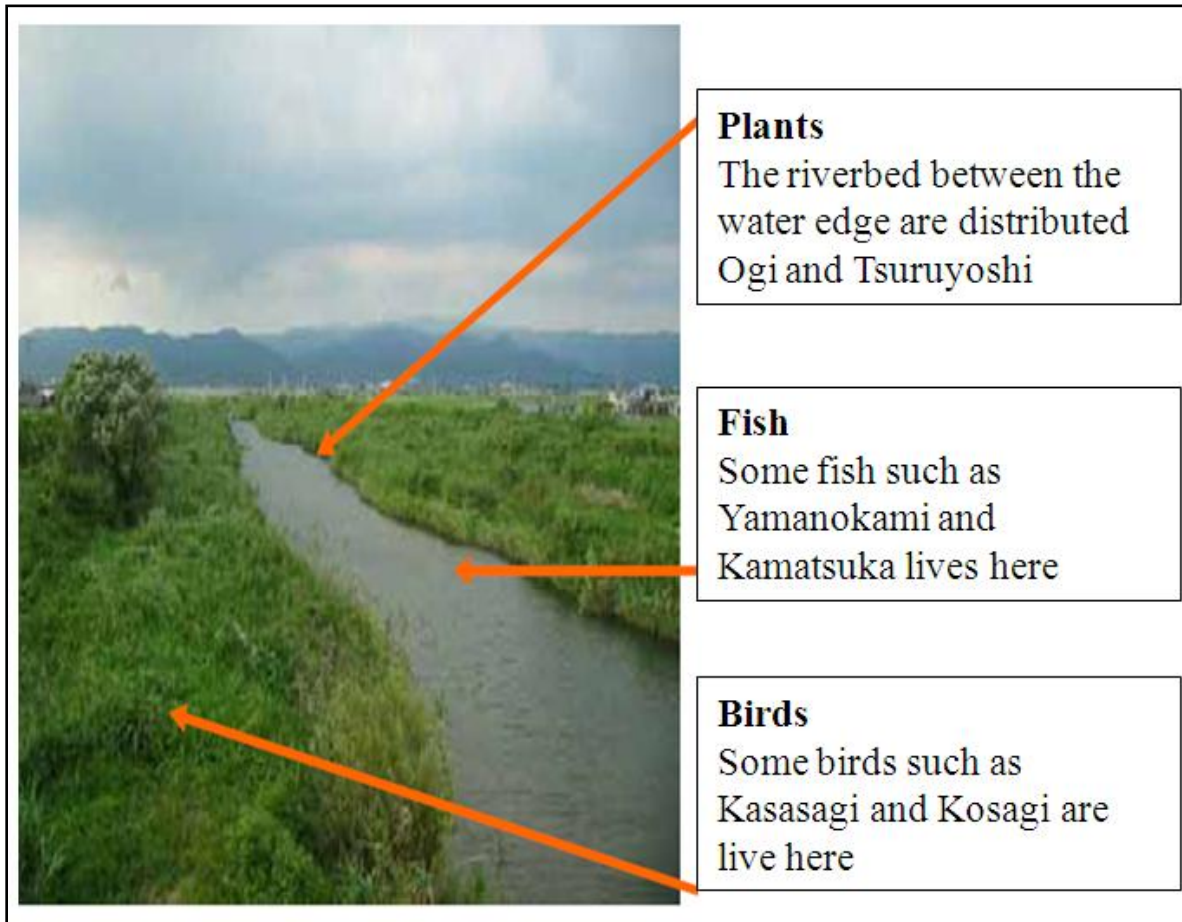 Plants
The riverbed between the
water edge are distributed
Ogi and Tsuruyoshi
Fish
Some fish such as
Yamanokami and
Kamatsuka lives here
Birds
Some birds such as
Kasasagi and Kosagi are
live here